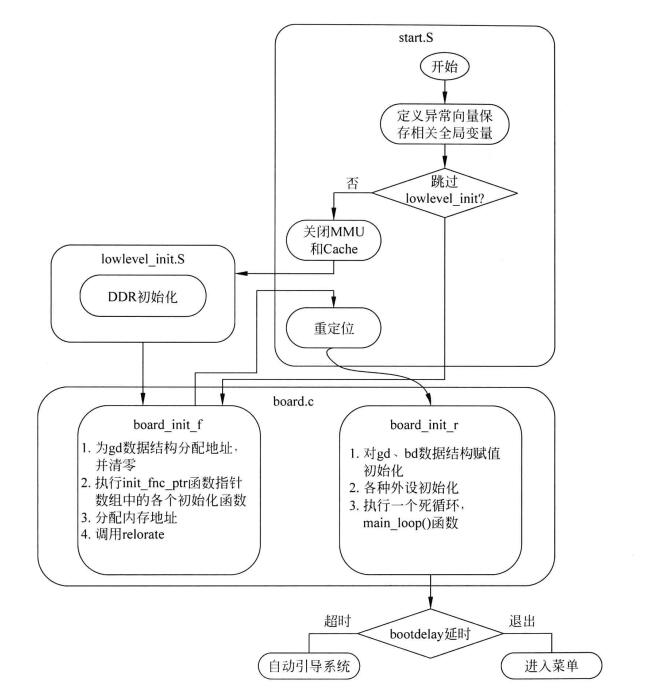 start.S
开始
定义异常向量保
存相关全局变量
跳过
lowlevel_init?
否
关闭MMU
和Cache
lowlevel_init.S
DDR初始化
重定位
board.c
board_init_f
1. 为gd数据结构分配地址,
并清零
2. 执行init_fnc_ptr函数指针
数组中的各个初始化函数
3. 分配内存地址
4. 调用relorate
board_init_r
1. 对gd、bd数据结构赋值
初始化
2. 各种外设初始化
3. 执行一个死循环,
main_loop()函数
超时
bootdelay延时
退出
自动引导系统
进入菜单